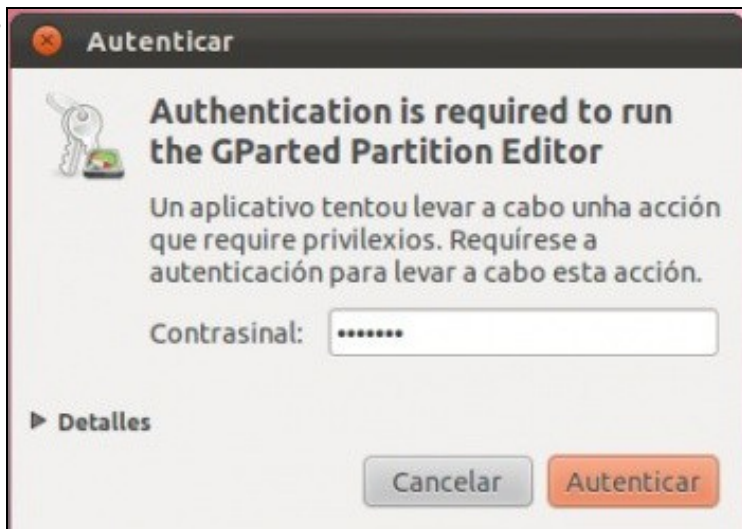 Autenticar
Authentication is required to run
the GParted Partition Editor
Un aplicativo tentou levar a cabo unha acción
que require privilexios. Requírese a
autenticación para levar a cabo esta acción.
Contrasinal: •••••••
Detalles
Cancelar Autenticar